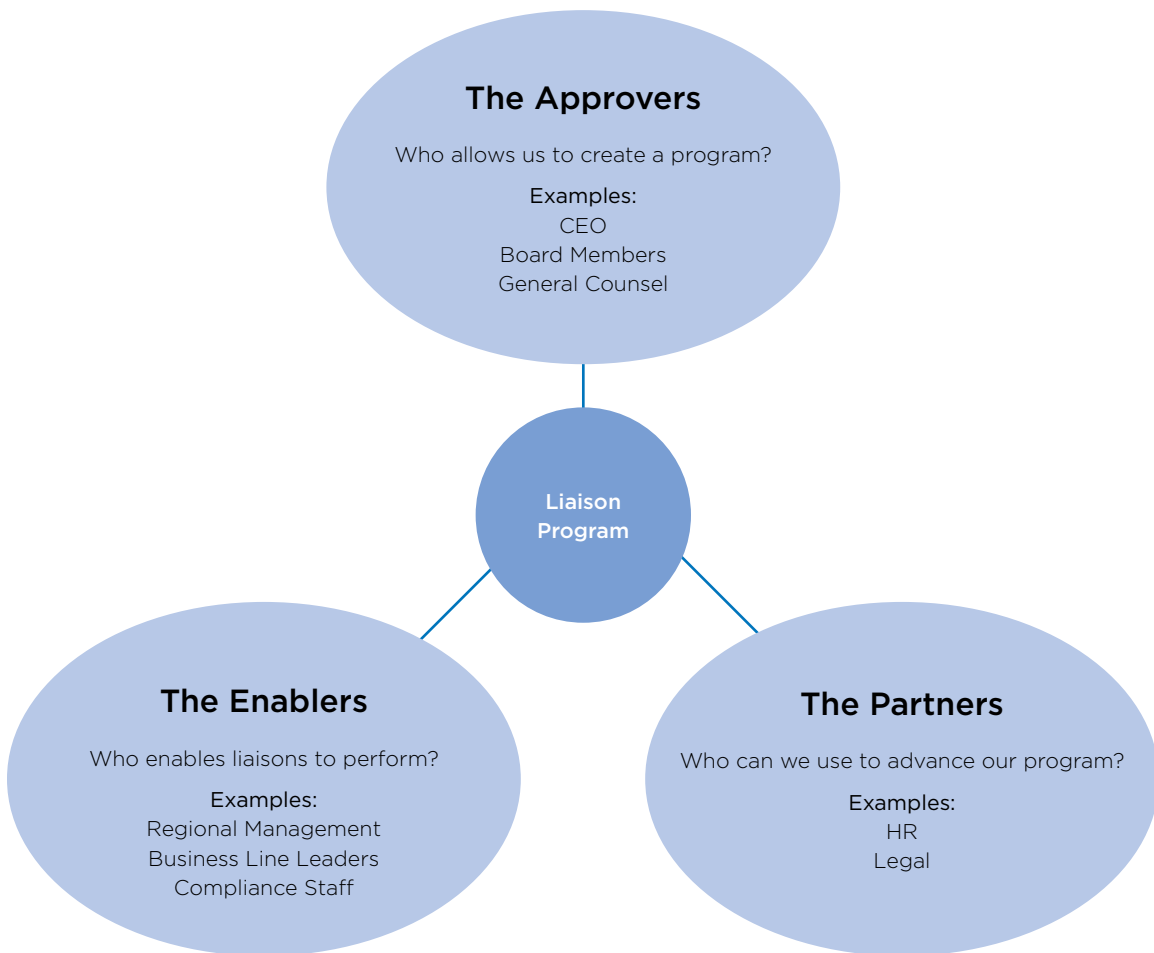 The Approvers
Who allows us to create a program?
Examples:
CEO
Board Members
General Counsel
Liaison
Program
The Enablers
Who enables liaisons to perform?
Examples:
Regional Management
Business Line Leaders
Compliance Staff
The Partners
Who can we use to advance our program?
Examples:
HR
Legal